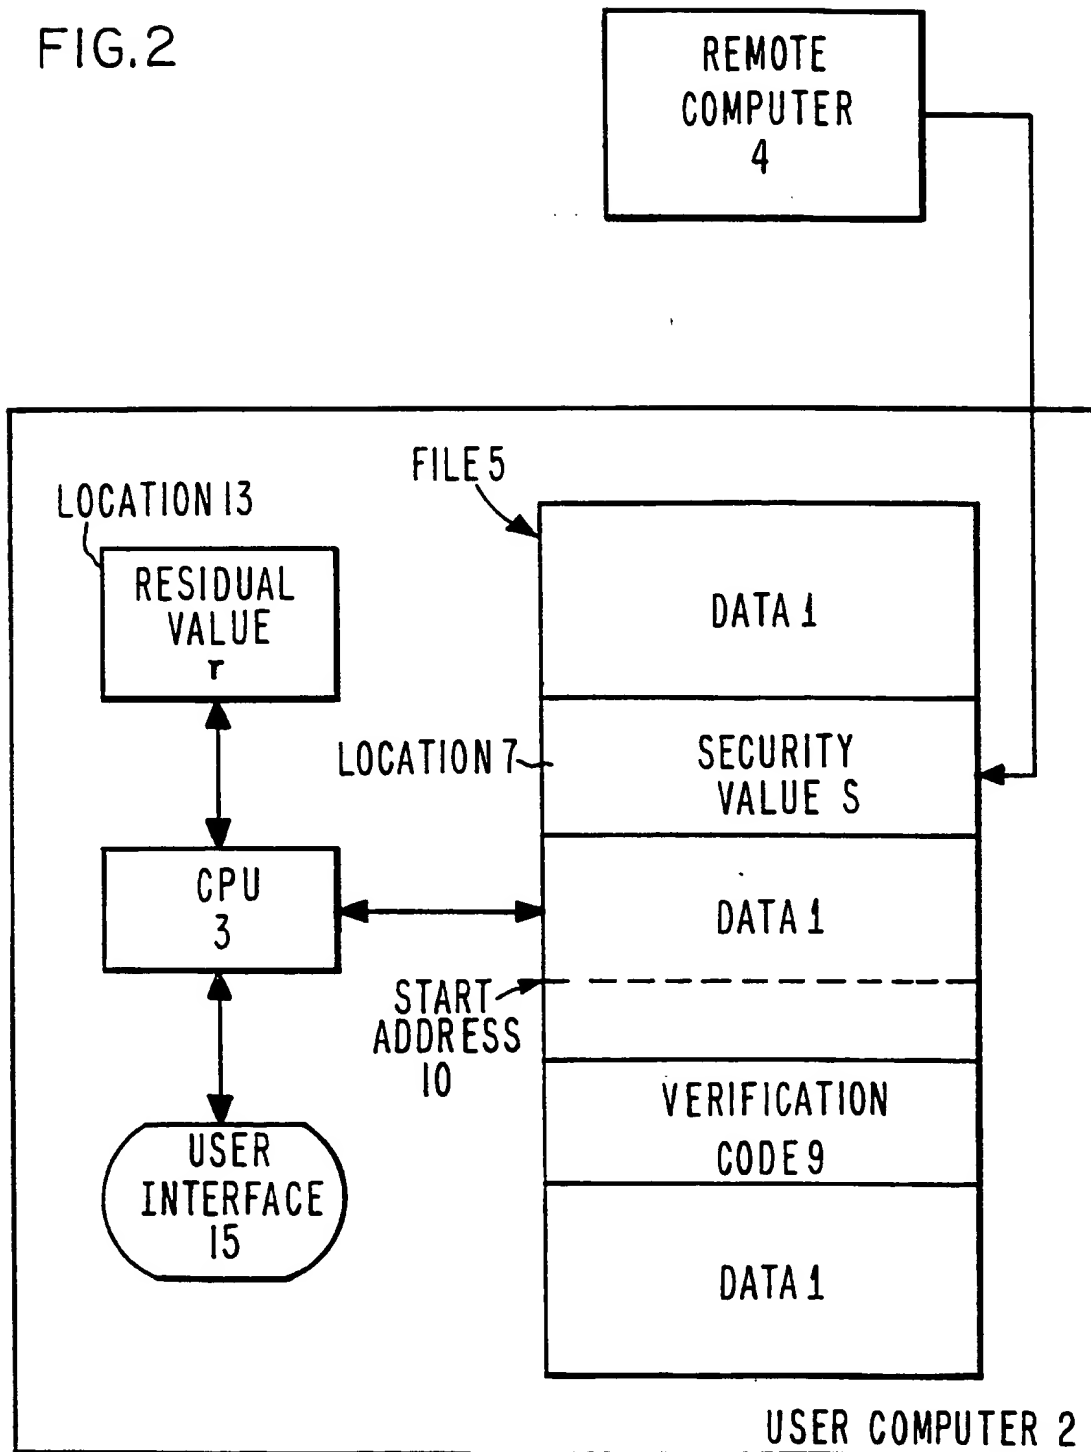 FIG.2
REMOTE
COMPUTER
4
FILE 5
LOCATION 13
RESIDUAL
VALUE
r
DATA 1
LOCATION 7
SECURITY
VALUE S
CPU
3
DATA 1
START
ADDRESS
10
VERIFICATION
CODE 9
USER
INTERFACE
15
DATA 1
USER COMPUTER 2